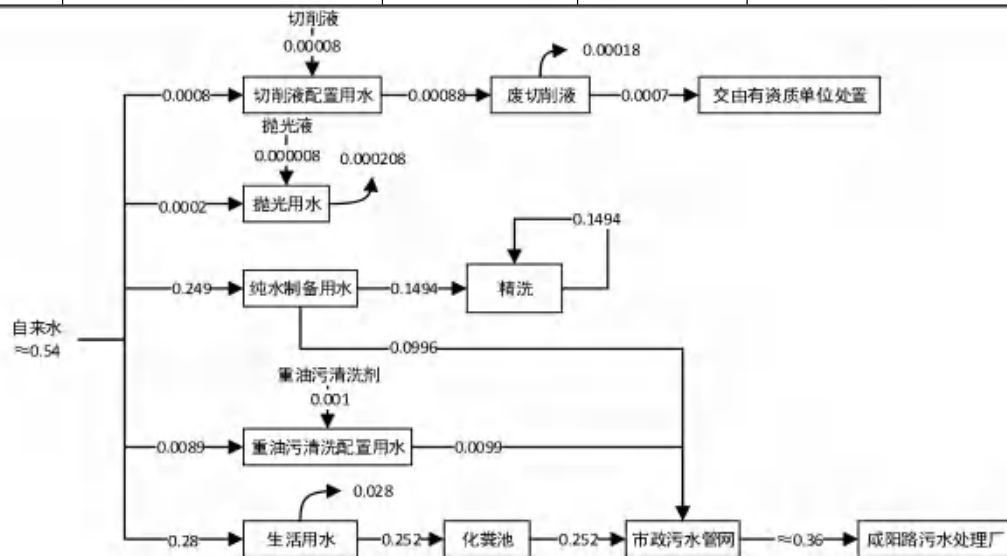 切削液
0.00008
0.00018
0.0008
切削液配置用水
0.00088
废切削液
0.0007
交由有资质单位处置
抛光液
0.000008
0.000208
0.0002
抛光用水
0.1494
0.249
纯水制备用水
0.1494
精洗
自来水
≈0.54
0.0996
重油污清洗剂
0.001
0.0089
重油污清洗配置用水
0.0099
0.028
0.28
生活用水
0.252
化粪池
0.252
市政污水管网
≈0.36
咸阳路污水处理厂